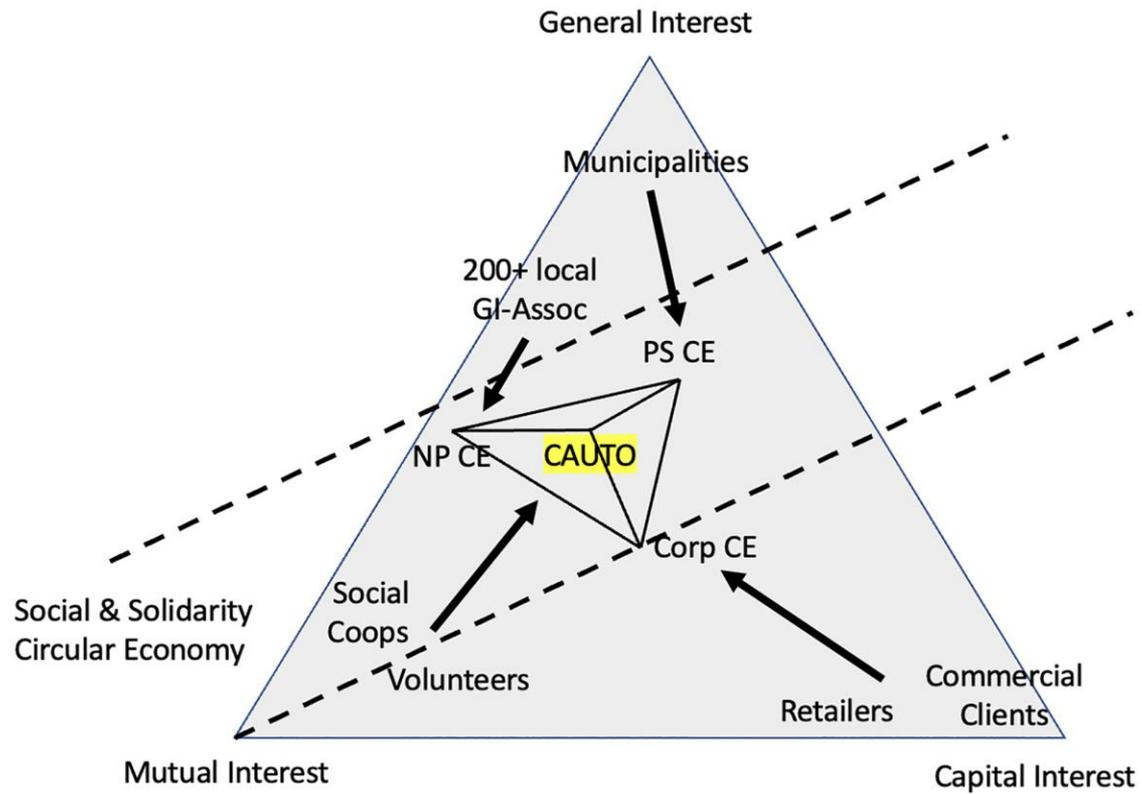 General Interest
Municipalities
200+ local
GI-Assoc
PS CE
NP CE
CAUTO
Corp CE
Social & Solidarity
Circular Economy
Social
Coops
Volunteers
Retailers
Commercial
Clients
Mutual Interest
Capital Interest